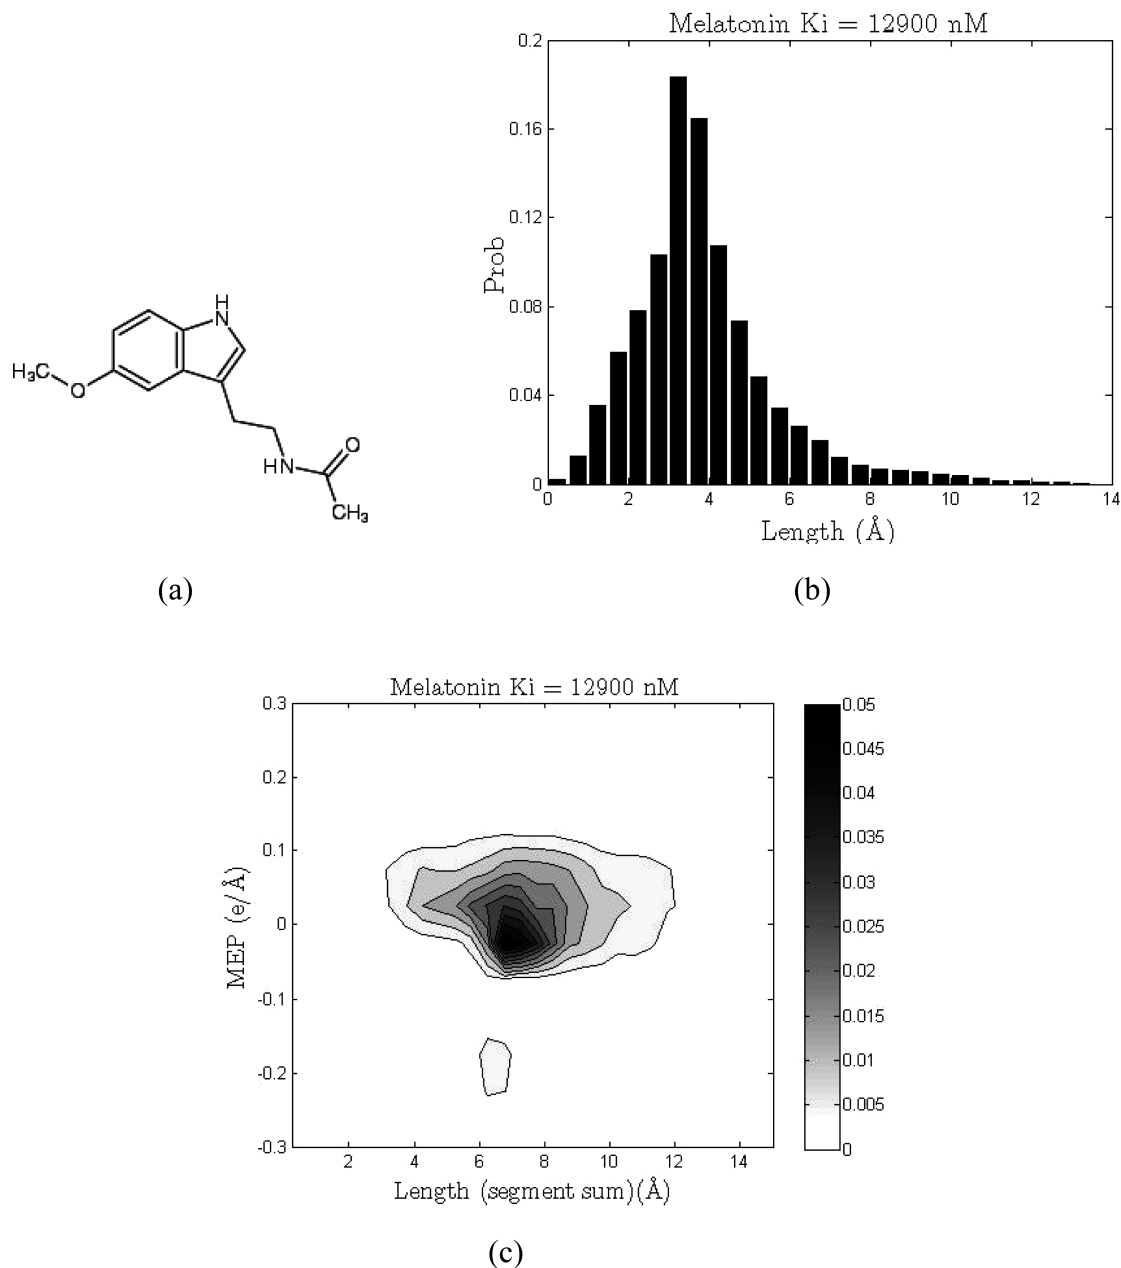 Melatonin Ki = 12900 nM
0.2
0.16
0.12
0.08
0.04
0
Prob
0 2 4 6 8 10 12 14
Length (Å)
H
N
H₃C
O
HN
O
CH₃
(a)
(b)
Melatonin Ki = 12900 nM
0.3
0.2
0.1
0
-0.1
-0.2
-0.3
MEP (e/Å)
2 4 6 8 10 12 14
Length (segment sum)(Å)
0.05
0.045
0.04
0.035
0.03
0.025
0.02
0.015
0.01
0.005
0
(c)